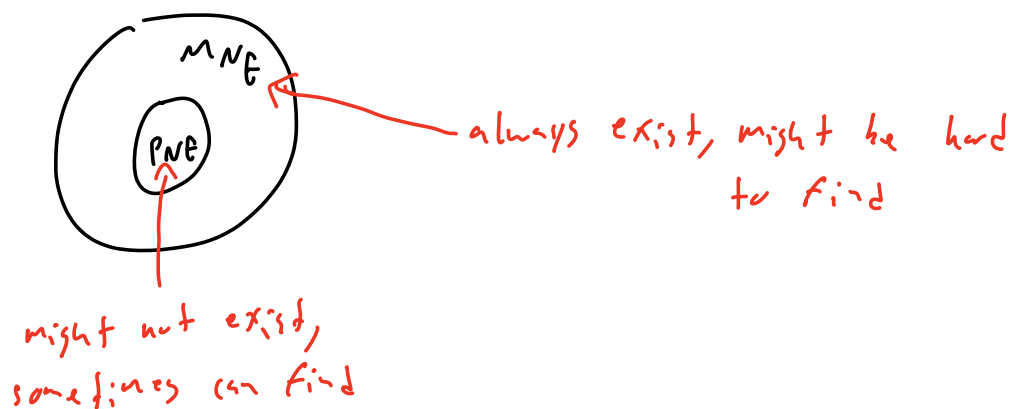 MNE
PNE
always exist, might be hard
to find
might not exist,
sometimes can find